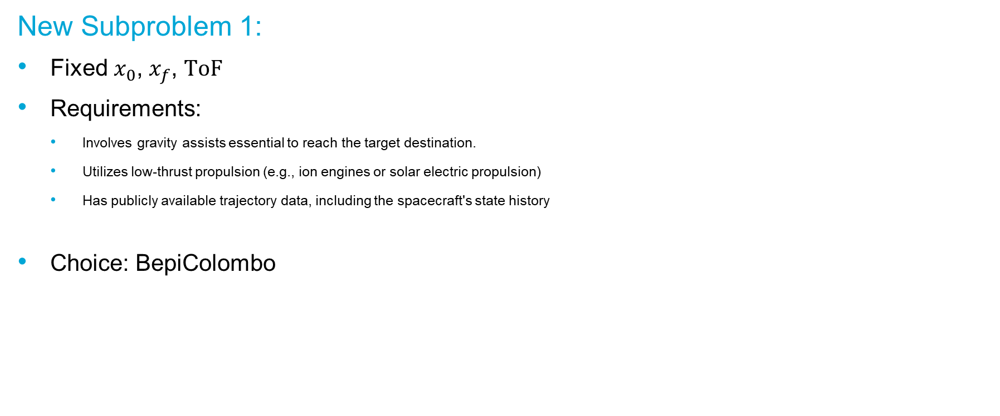 New Subproblem 1:
• Fixed x₀, x_f, ToF
• Requirements:
• Involves gravity assists essential to reach the target destination.
• Utilizes low-thrust propulsion (e.g., ion engines or solar electric propulsion)
• Has publicly available trajectory data, including the spacecraft's state history
• Choice: BepiColombo